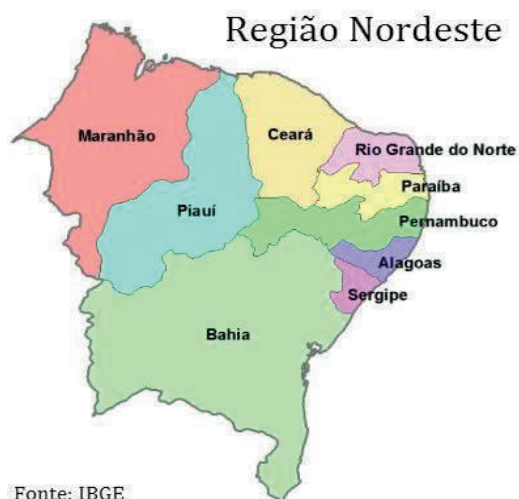 Região Nordeste
Maranhão
Ceará
Rio Grande do Norte
Paraíba
Piauí
Pernambuco
Alagoas
Sergipe
Bahia
Fonte: IBGE